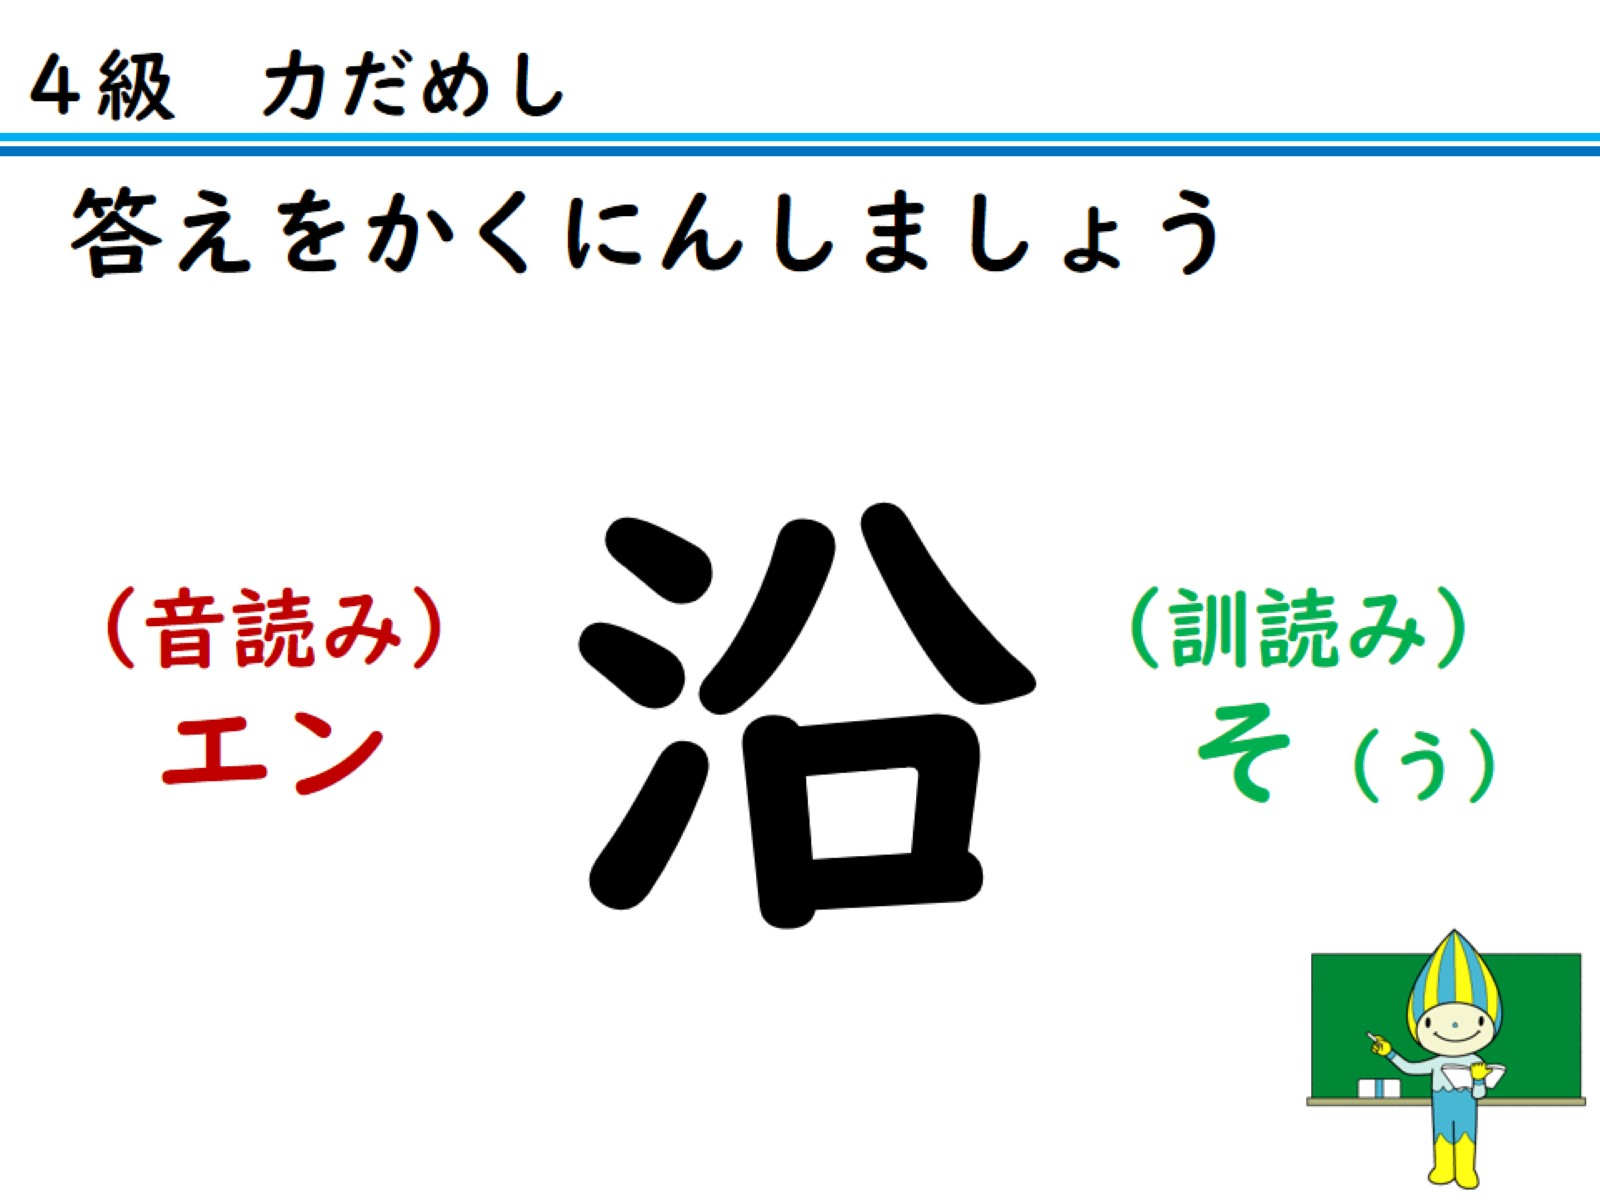 ４級　力だめし
答えをかくにんしましょう
（音読み）
エン
沿
（訓読み）
そ（う）